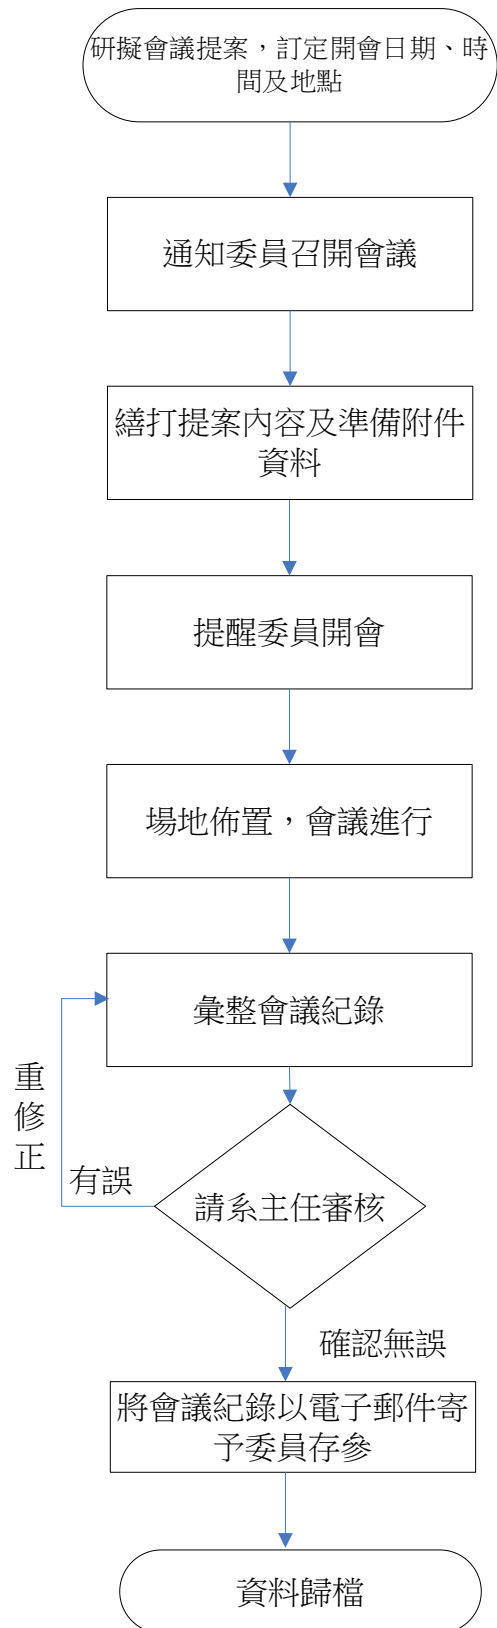 研擬會議提案，訂定開會日期、時
間及地點
通知委員召開會議
繕打提案內容及準備附件
資料
提醒委員開會
場地佈置，會議進行
彙整會議紀錄
重
修
正
有誤
請系主任審核
確認無誤
將會議紀錄以電子郵件寄
予委員存參
資料歸檔